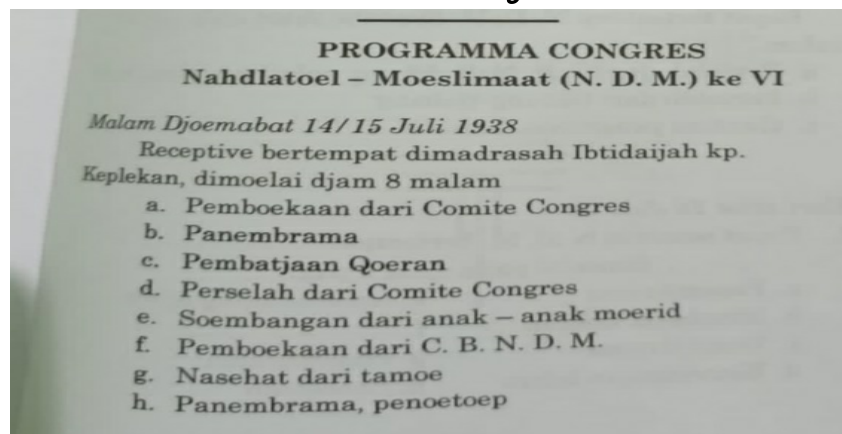 PROGRAMMA CONGRES
Nahdlatoel – Moeslimaat (N. D. M.) ke VI
Malam Djoemabat 14/15 Juli 1938
Receptive bertempat dimadrasah Ibtidaijah kp.
Keplekan, dimoelai djam 8 malam
a. Pemboekaan dari Comite Congres
b. Panembrama
c. Pembatjaan Qoeran
d. Perselah dari Comite Congres
e. Soembangan dari anak – anak moerid
f. Pemboekaan dari C. B. N. D. M.
g. Nasehat dari tamoe
h. Panembrama, penoetoep